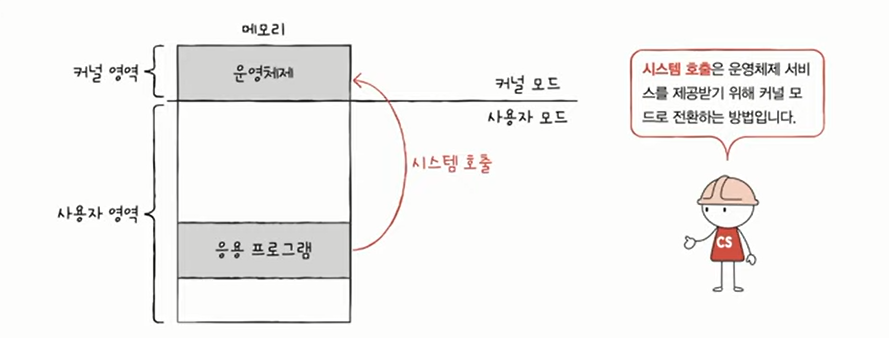 메모리
커널 영역
운영체제
커널 모드
사용자 모드
시스템 호출
사용자 영역
응용 프로그램
시스템 호출은 운영체제 서비
스를 제공받기 위해 커널 모
드로 전환하는 방법입니다.
CS